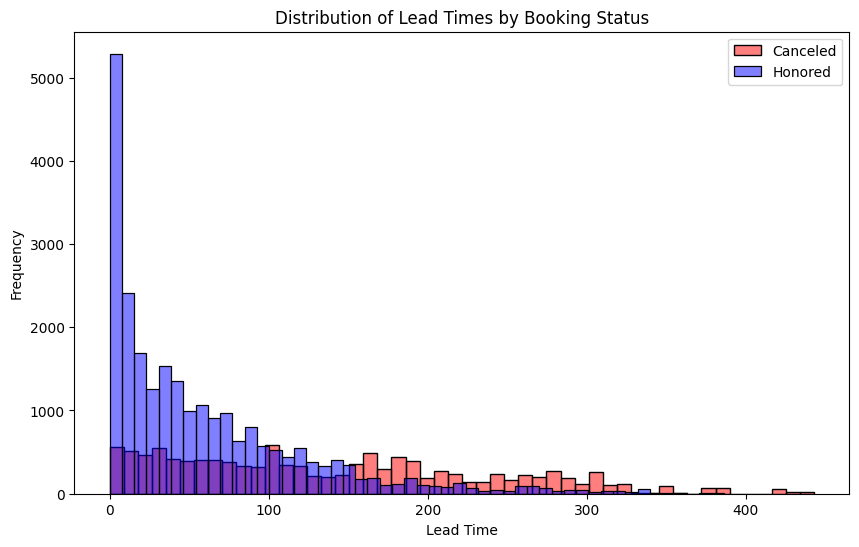 Distribution of Lead Times by Booking Status
Canceled
Honored
5000
4000
3000
2000
1000
0
Frequency
0 100 200 300 400
Lead Time